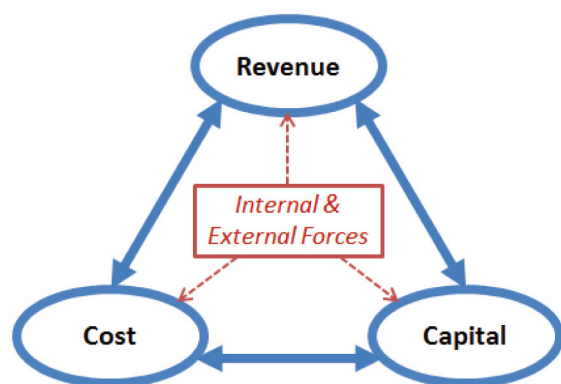 Revenue
Internal &
External Forces
Cost
Capital